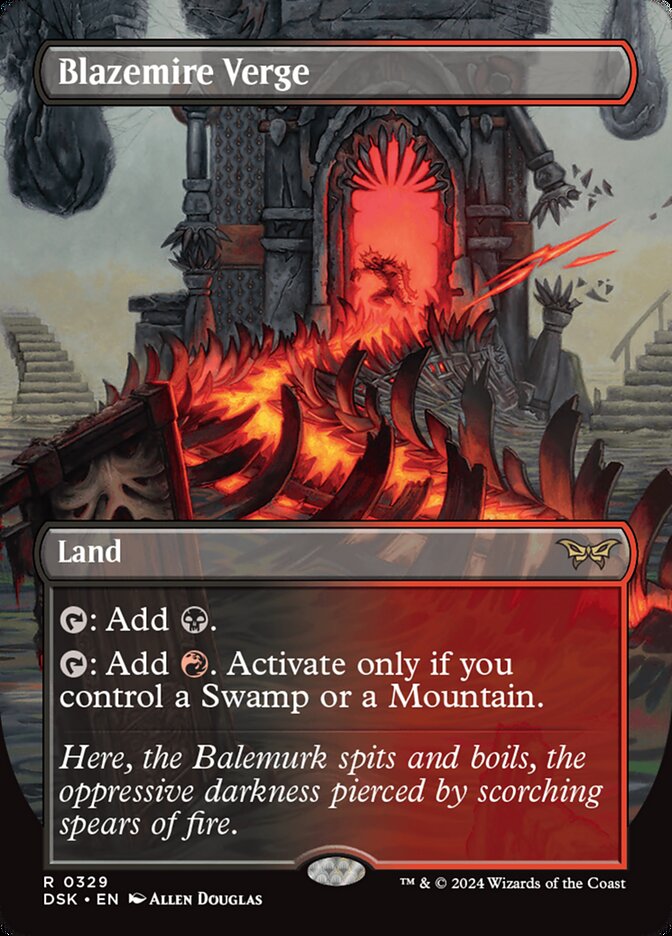 Blazemire Verge
Land
: Add .
: Add . Activate only if you
control a Swamp or a Mountain.
Here, the Balemurk spits and boils, the
oppressive darkness pierced by scorching
spears of fire.
R 0329
DSK • EN Allen Douglas
™ & © 2024 Wizards of the Coast